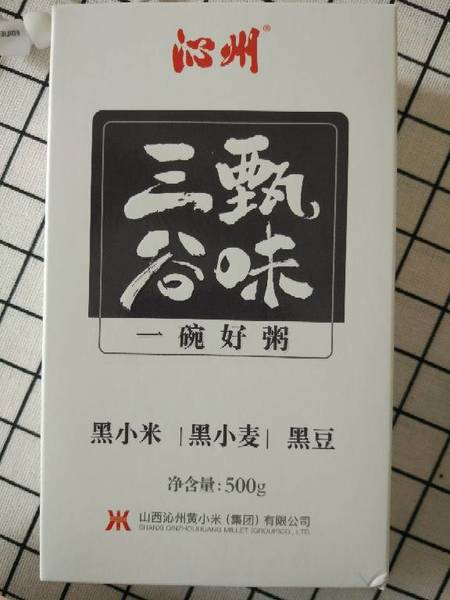 沁州®
三甄
谷味
一碗好粥
黑小米 | 黑小麦 | 黑豆
净含量: 500g
山西沁州黄小米(集团)有限公司
SHANXI QINZHOUHUANG MILLET (GROUP)CO., LTD.